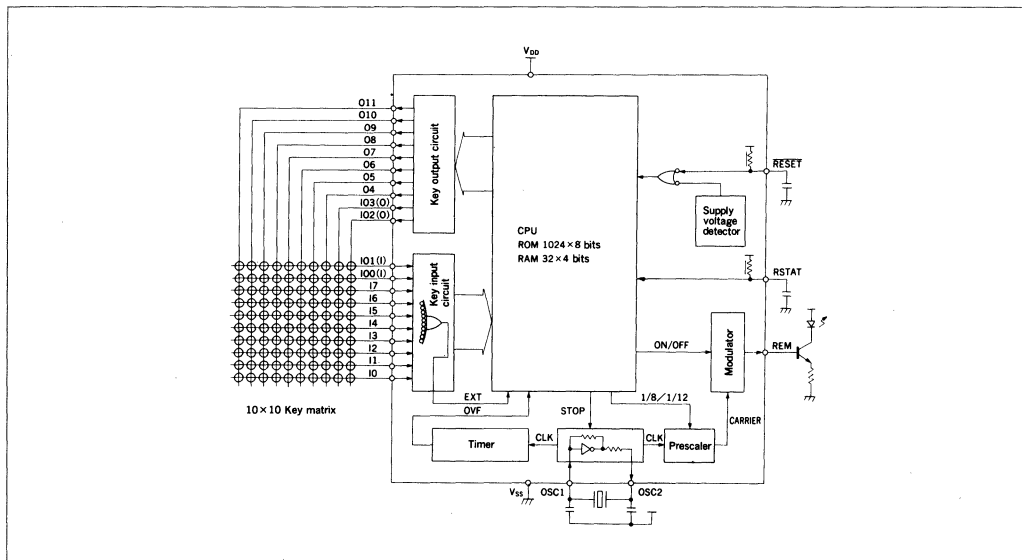 VDD
O11
O10
O9
O8
O7
O6
O5
O4
IO3(O)
IO2(O)
Key output circuit
IO1(I)
IO0(I)
I7
I6
I5
I4
I3
I2
I1
I0
Key input
circuit
CPU
ROM 1024×8 bits
RAM 32×4 bits
RESET
Supply
voltage
detector
RSTAT
ON/OFF
Modulator
REM
10×10 Key matrix
EXT
OVF
STOP
1/8/1/12
CARRIER
Timer
CLK
CLK
Prescaler
VSS
OSC1
OSC2